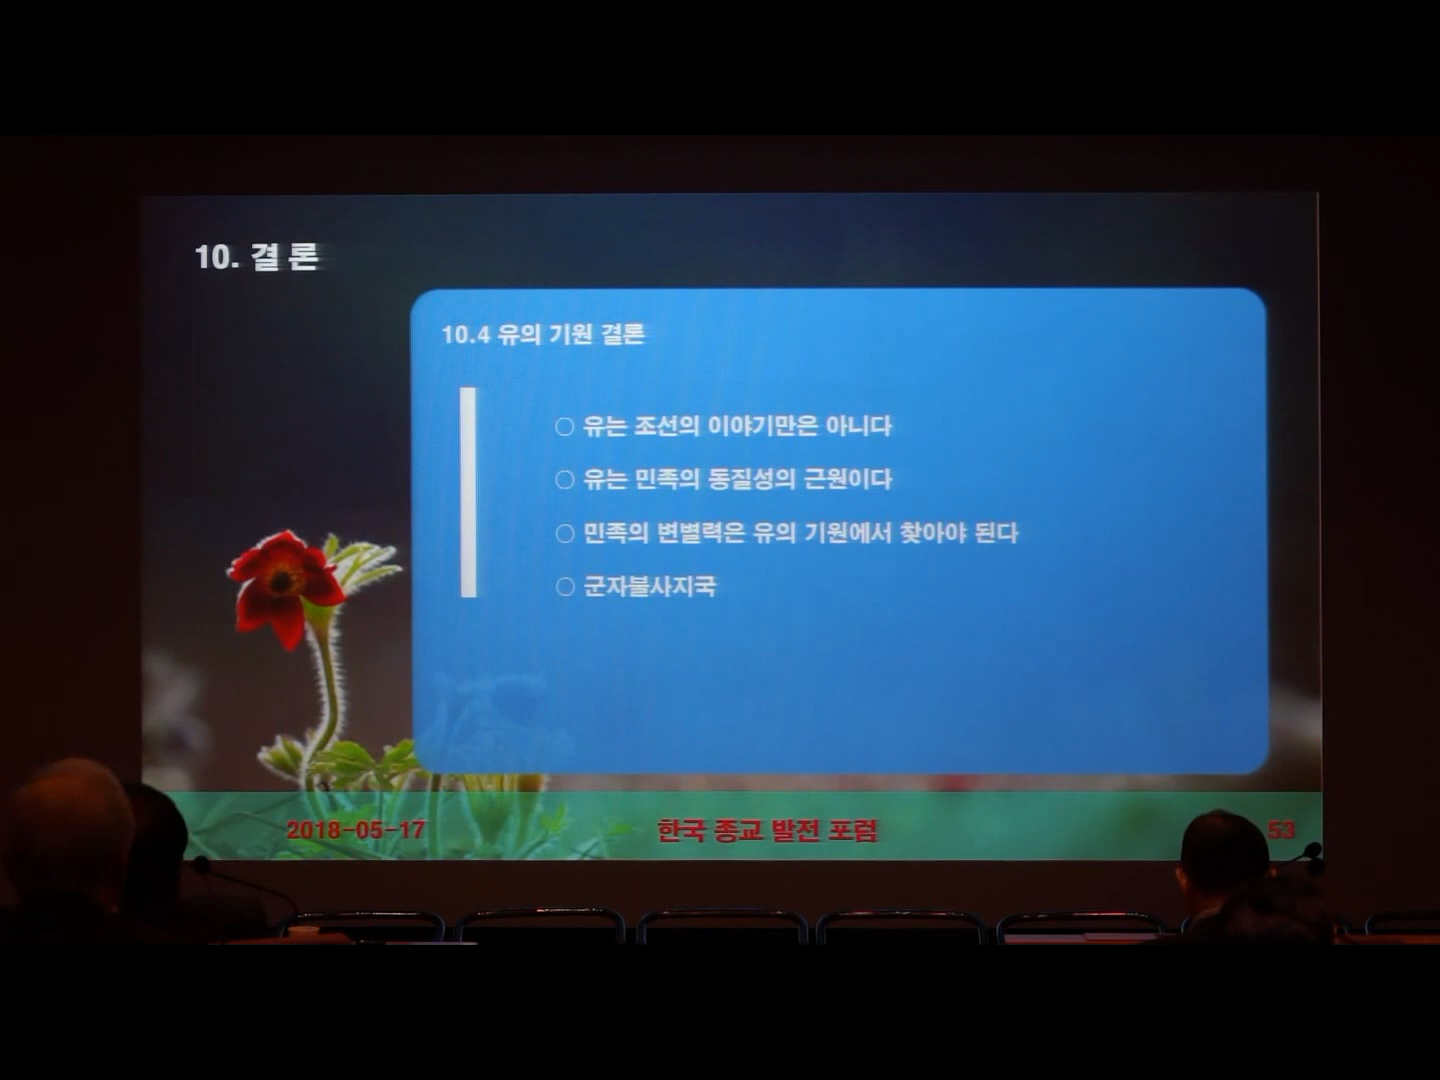 10. 결 론
10.4 유의 기원 결론
○ 유는 조선의 이야기만은 아니다
○ 유는 민족의 동질성의 근원이다
○ 민족의 변별력은 유의 기원에서 찾아야 된다
○ 군자불사지국
2018-05-17 한국 종교 발전 포럼 53